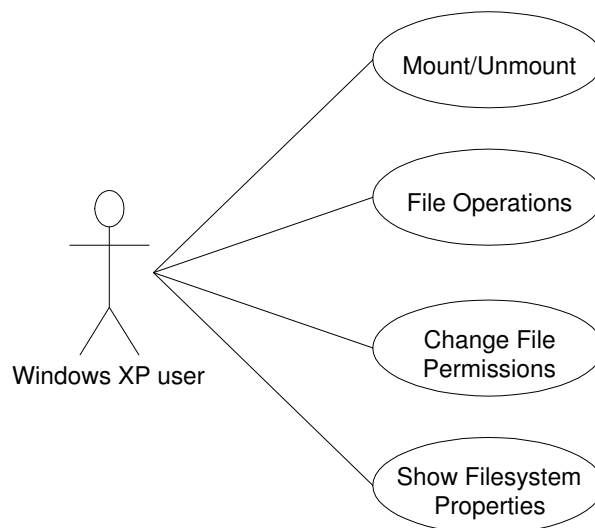 Mount/Unmount
File Operations
Change File
Permissions
Windows XP user
Show Filesystem
Properties